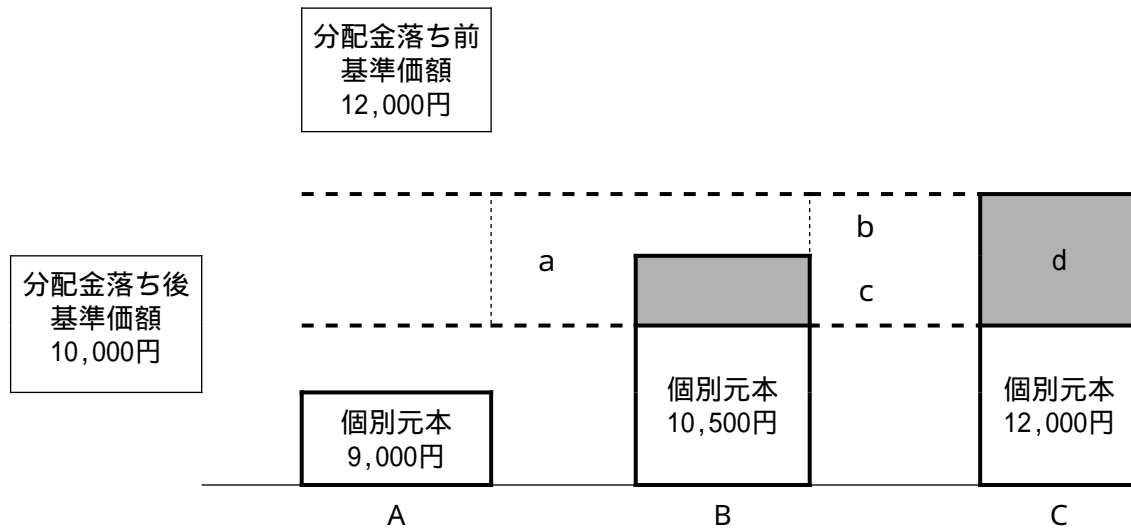 分配金落ち前
基準価額
12,000円
b
a
d
c
分配金落ち後
基準価額
10,000円
個別元本
9,000円
個別元本
10,500円
個別元本
12,000円
A
B
C